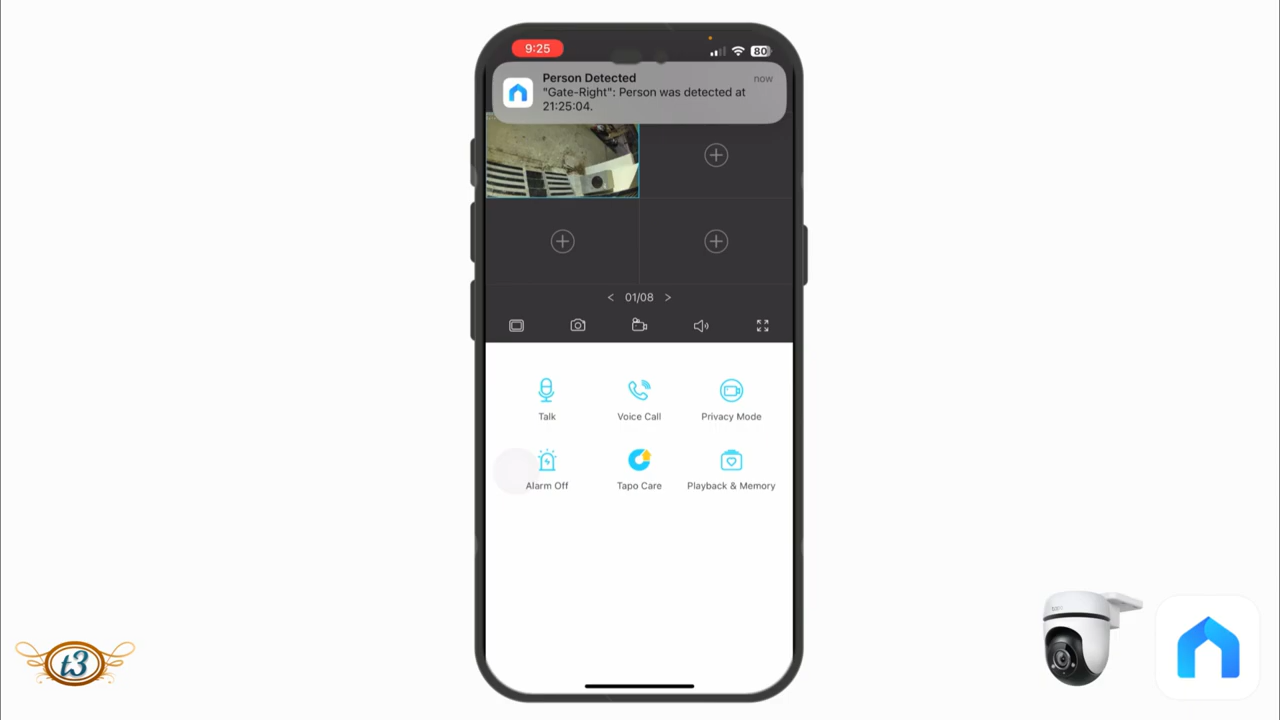 9:25
80
Person Detected
now
"Gate-Right": Person was detected at
21:25:04.
01/08
Talk
Voice Call
Privacy Mode
Alarm Off
Tapo Care
Playback & Memory
t3
tapo